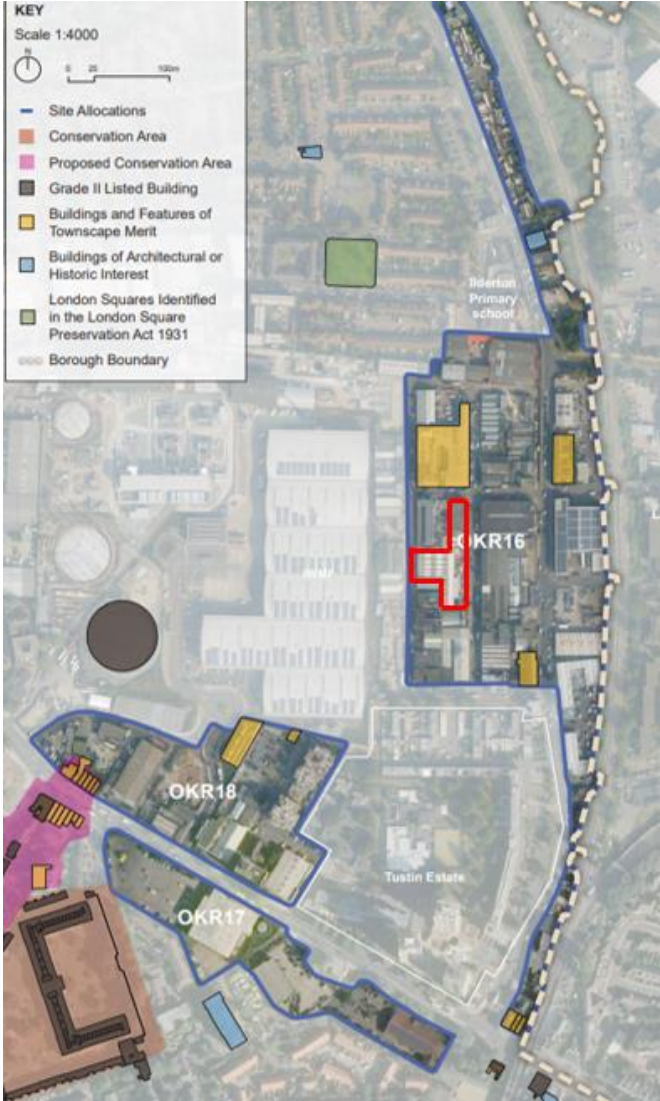 KEY
Scale 1:4000
N
0 25 100m
Site Allocations
Conservation Area
Proposed Conservation Area
Grade II Listed Building
Buildings and Features of
Townscape Merit
Buildings of Architectural or
Historic Interest
London Squares Identified
in the London Square
Preservation Act 1931
Borough Boundary
Ilderton
Primary
school
OKR16
OKR18
Tustin Estate
OKR17